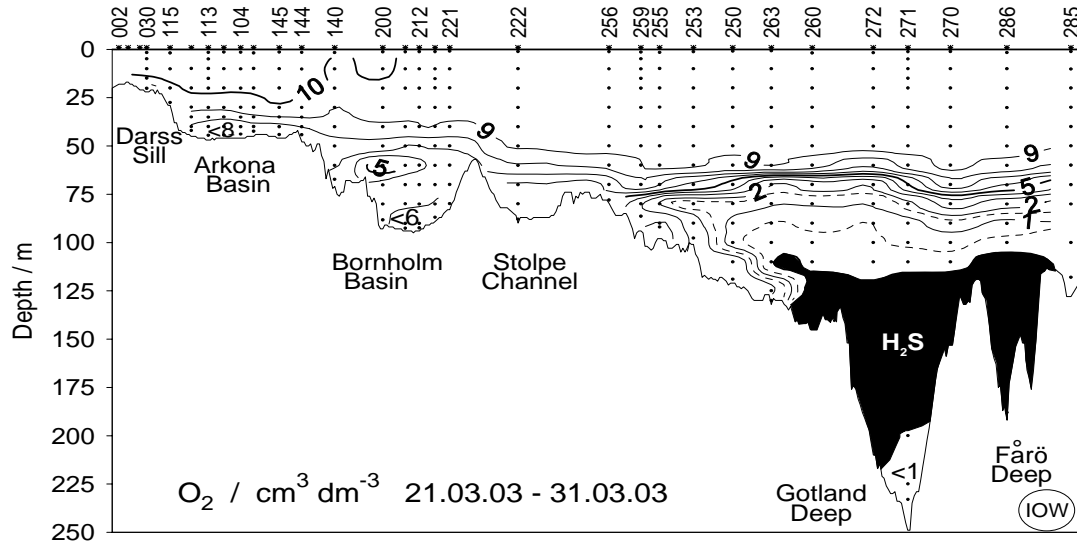 002 030 115 113 104 145 144 140 200 212 221 222 256 259 255 253 250 263 260 272 271 270 286 285
0
25
50
75
100
125
150
175
200
225
250
Depth / m
10
9
9
9
<8
Darss
Sill
Arkona
Basin
5
5
2
2
1
<6
Bornholm
Basin
Stolpe
Channel
H₂S
<1
Gotland
Deep
Fårö
Deep
O₂ / cm³ dm⁻³ 21.03.03 - 31.03.03
IOW